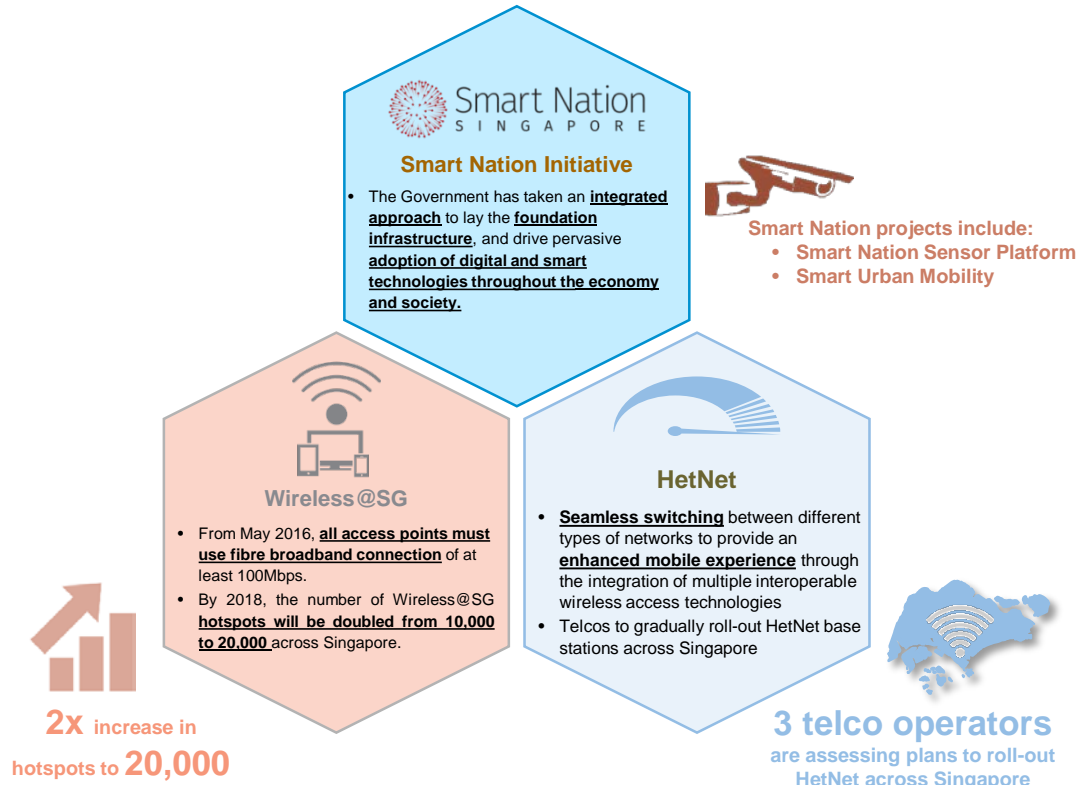 Smart Nation
SINGAPORE
Smart Nation Initiative
• The Government has taken an integrated
approach to lay the foundation
infrastructure, and drive pervasive
adoption of digital and smart
technologies throughout the economy
and society.
Smart Nation projects include:
• Smart Nation Sensor Platform
• Smart Urban Mobility
Wireless@SG
• From May 2016, all access points must
use fibre broadband connection of at
least 100Mbps.
• By 2018, the number of Wireless@SG
hotspots will be doubled from 10,000
to 20,000 across Singapore.
HetNet
• Seamless switching between different
types of networks to provide an
enhanced mobile experience through
the integration of multiple interoperable
wireless access technologies
• Telcos to gradually roll-out HetNet base
stations across Singapore
2x increase in
hotspots to 20,000
3 telco operators
are assessing plans to roll-out
HetNet across Singapore